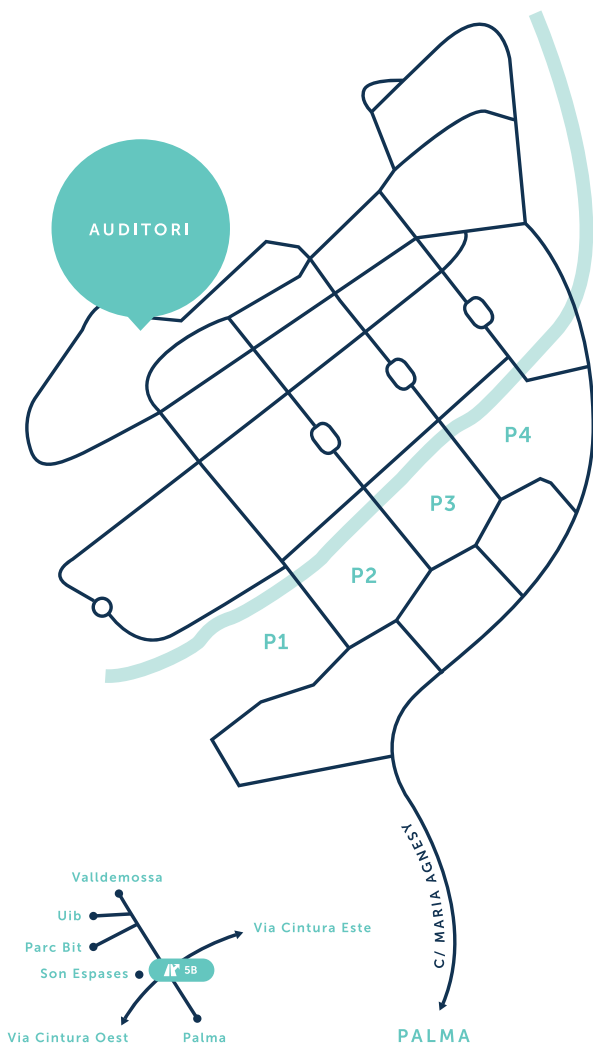 AUDITORI
P4
P3
P2
P1
C/ MARIA AGNESY
Valldemossa
Uib
Via Cintura Este
Parc Bit
Son Espases
5B
Via Cintura Oest
Palma
PALMA